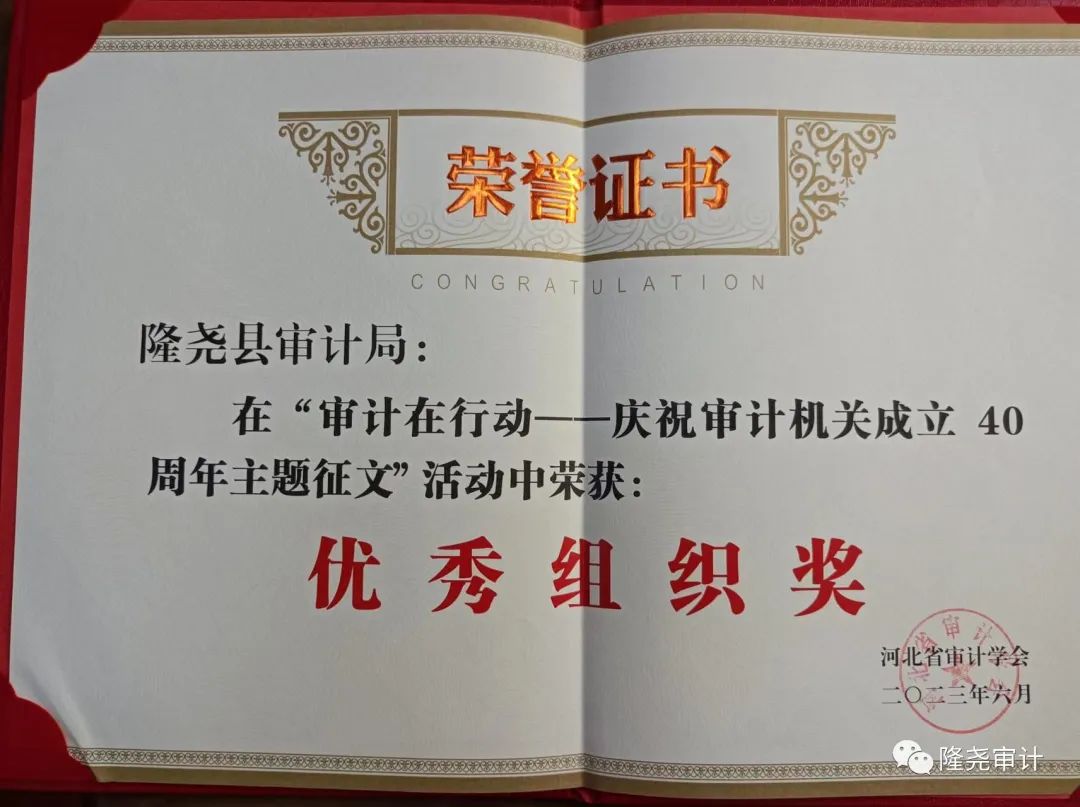 荣誉证书
CONGRATULATION
隆尧县审计局：
在“审计在行动——庆祝审计机关成立 40
周年主题征文”活动中荣获：
优秀组织奖
河北省审计学会
二〇二三年六月
隆尧审计